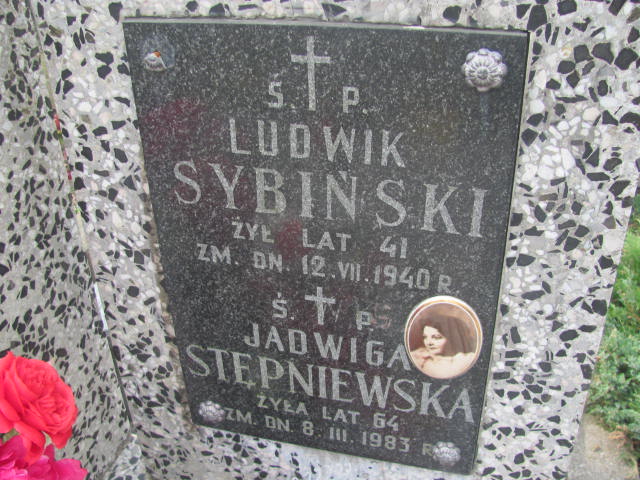 Ś. P.
LUDWIK
SYBIŃSKI
ŻYŁ LAT 41
ZM. DN. 12.VII.1940 R.
Ś. P.
JADWIGA
STĘPNIEWSKA
ŻYŁA LAT 64
ZM. DN. 8.III.1983 R.